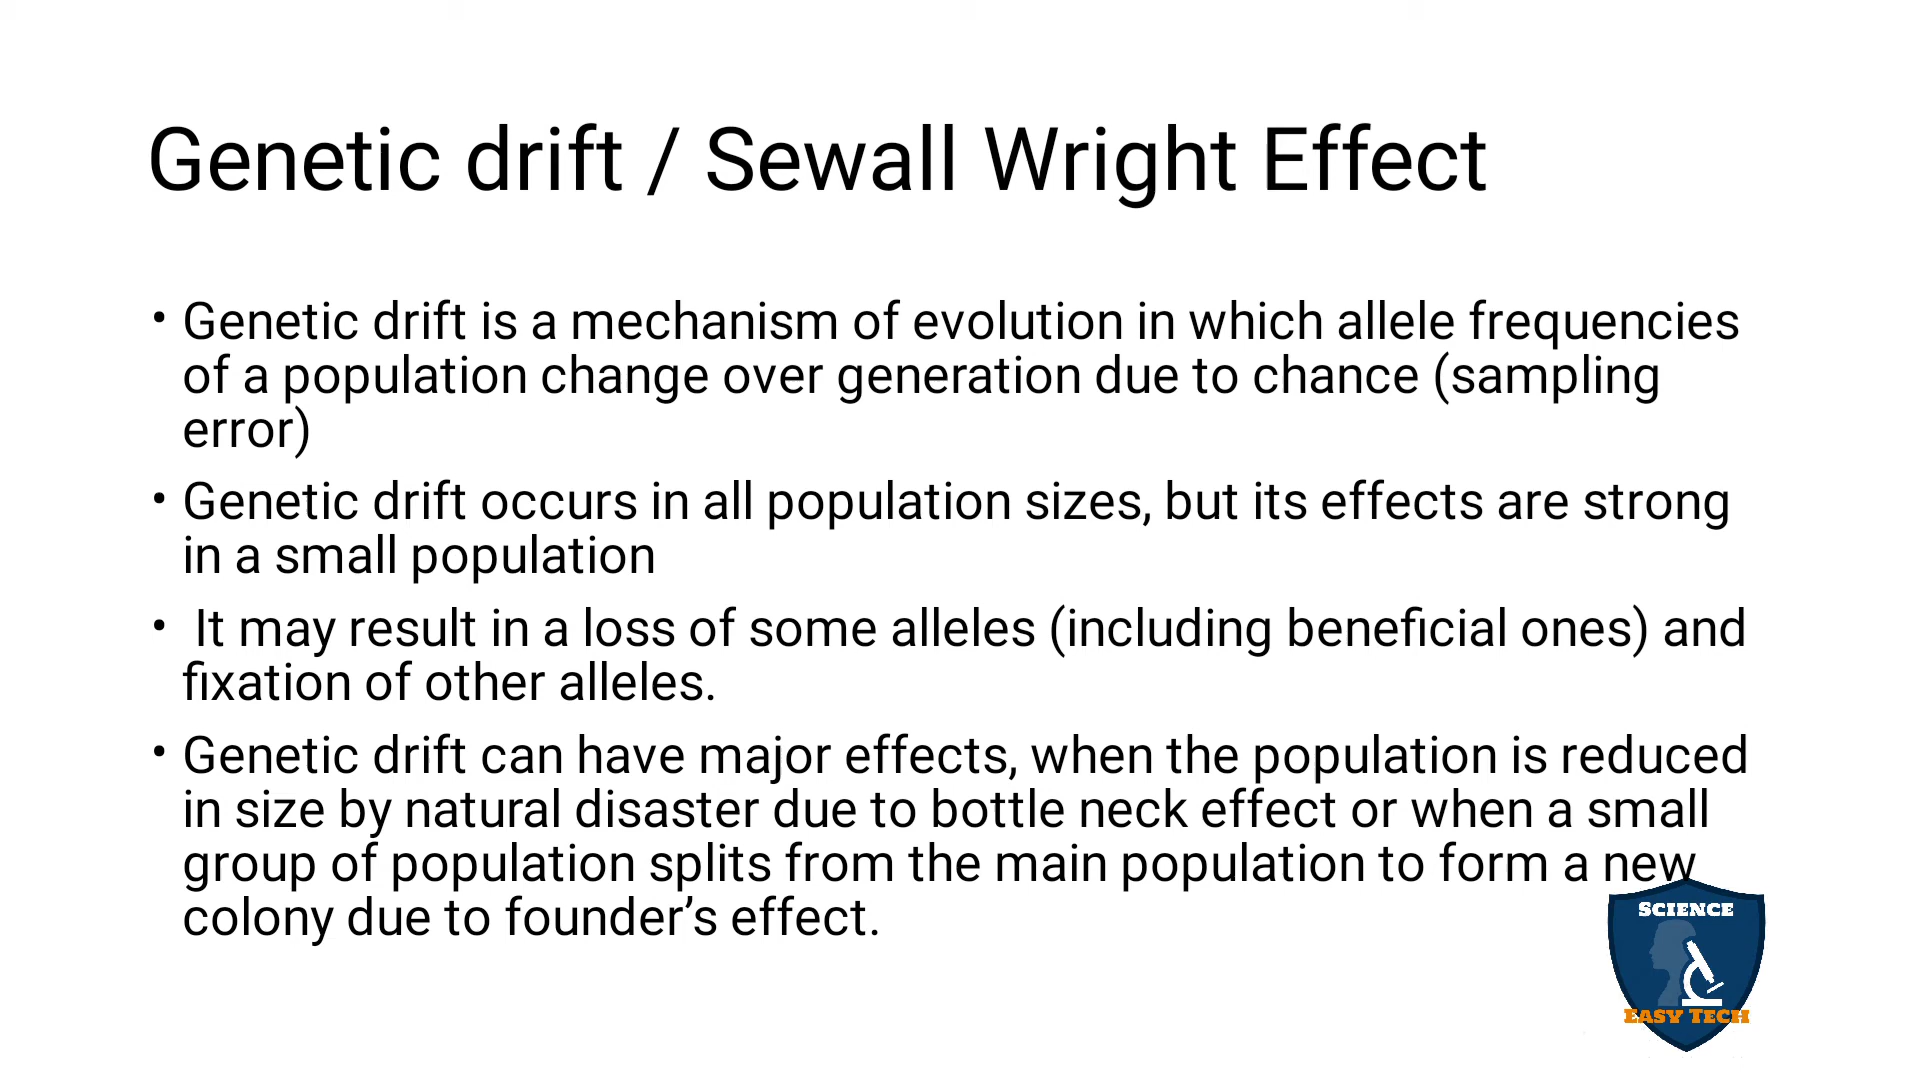 Genetic drift / Sewall Wright Effect
• Genetic drift is a mechanism of evolution in which allele frequencies
of a population change over generation due to chance (sampling
error)
• Genetic drift occurs in all population sizes, but its effects are strong
in a small population
• It may result in a loss of some alleles (including beneficial ones) and
fixation of other alleles.
• Genetic drift can have major effects, when the population is reduced
in size by natural disaster due to bottle neck effect or when a small
group of population splits from the main population to form a new
colony due to founder’s effect.
SCIENCE
EASY TECH